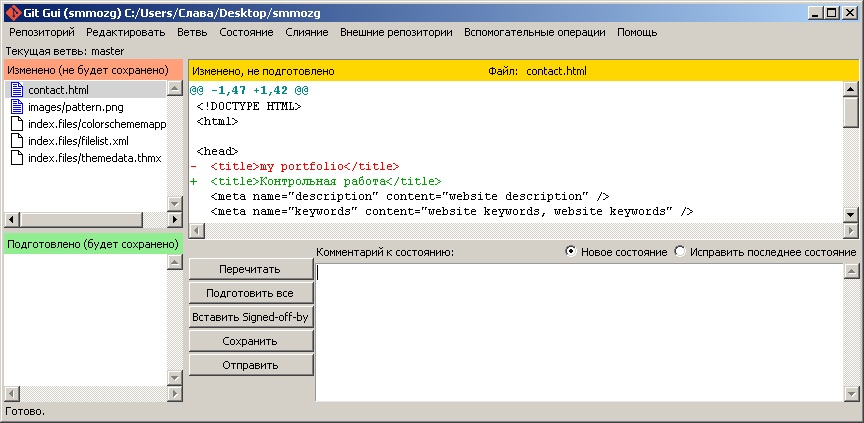 Git Gui (smmozg) C:/Users/Слава/Desktop/smmozg
Репозиторий Редактировать Ветвь Состояние Слияние Внешние репозитории Вспомогательные операции Помощь
Текущая ветвь: master
Изменено (не будет сохранено)
contact.html
images/pattern.png
index.files/colorschememapp
index.files/filelist.xml
index.files/themedata.thmx
Подготовлено (будет сохранено)
Изменено, не подготовлено Файл: contact.html
@@ -1,47 +1,42 @@
<!DOCTYPE HTML>
<html>
<head>
- <title>my portfolio</title>
+ <title>Контрольная работа</title>
<meta name="description" content="website description" />
<meta name="keywords" content="website keywords, website keywords" />
Комментарий к состоянию: Новое состояние Исправить последнее состояние
Перечитать
Подготовить все
Вставить Signed-off-by
Сохранить
Отправить
Готово.